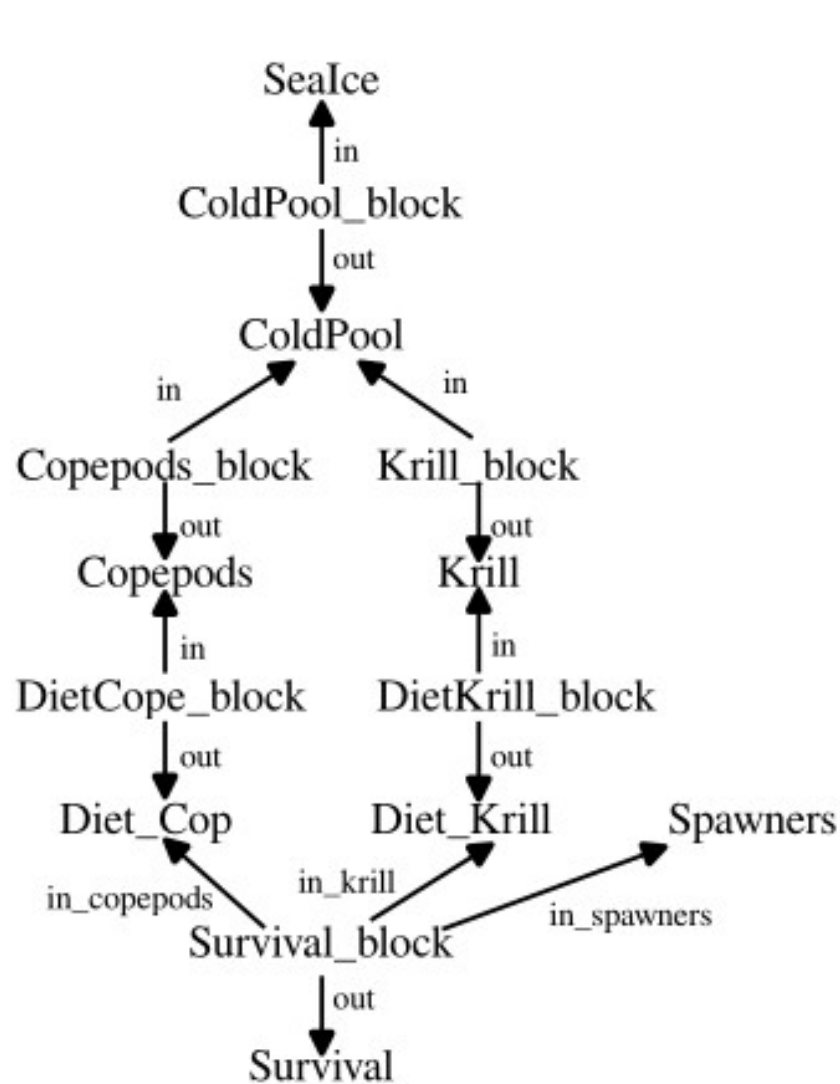 SeaIce
in
ColdPool_block
out
ColdPool
in
in
Copepods_block
Krill_block
out
out
Copepods
Krill
in
in
DietCope_block
DietKrill_block
out
out
Diet_Cop
Diet_Krill
Spawners
in_copepods
in_krill
in_spawners
Survival_block
out
Survival